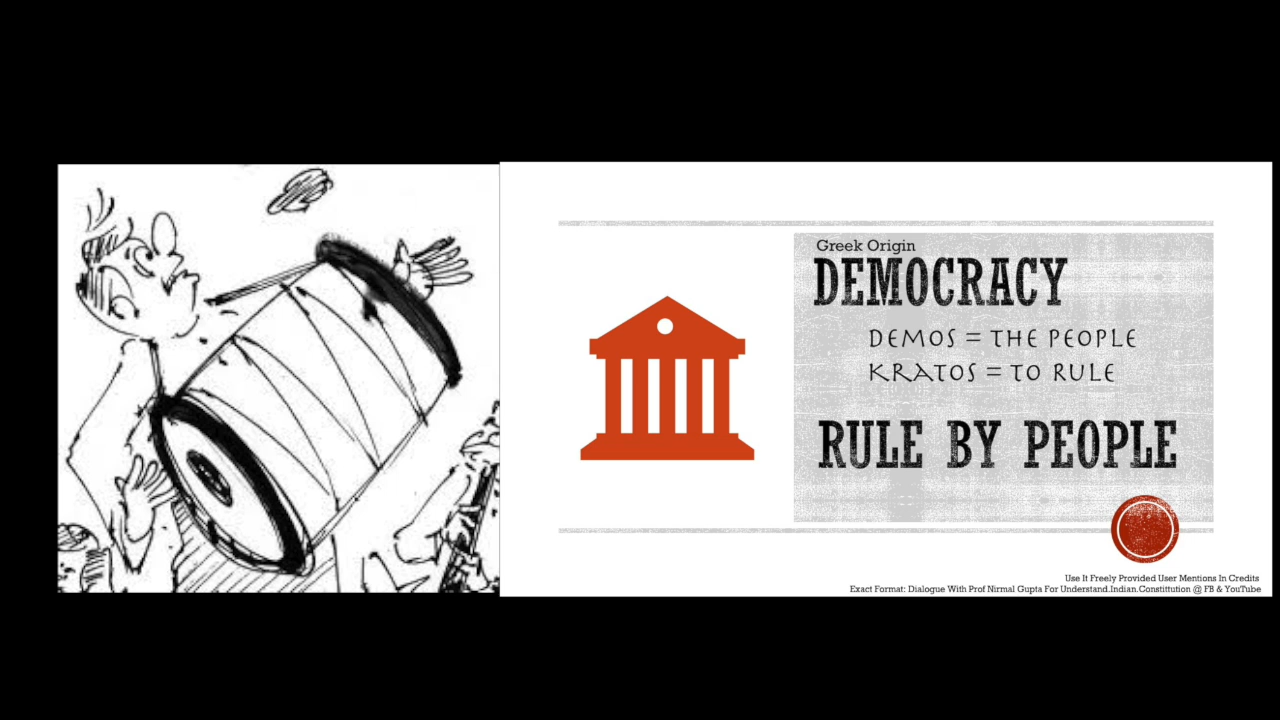 Greek Origin
DEMOCRACY
DEMOS = THE PEOPLE
KRATOS = TO RULE
RULE BY PEOPLE
Use It Freely Provided User Mentions In Credits
Exact Format: Dialogue With Prof Nirmal Gupta For Understand.Indian.Constitution @ FB & YouTube